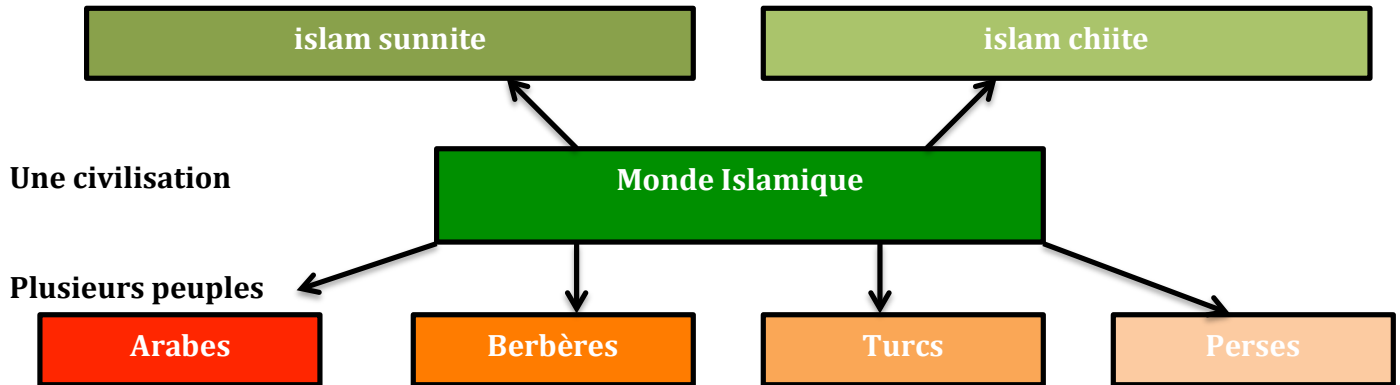 islam sunnite
islam chiite
Une civilisation
Monde Islamique
Plusieurs peuples
Arabes
Berbères
Turcs
Perses